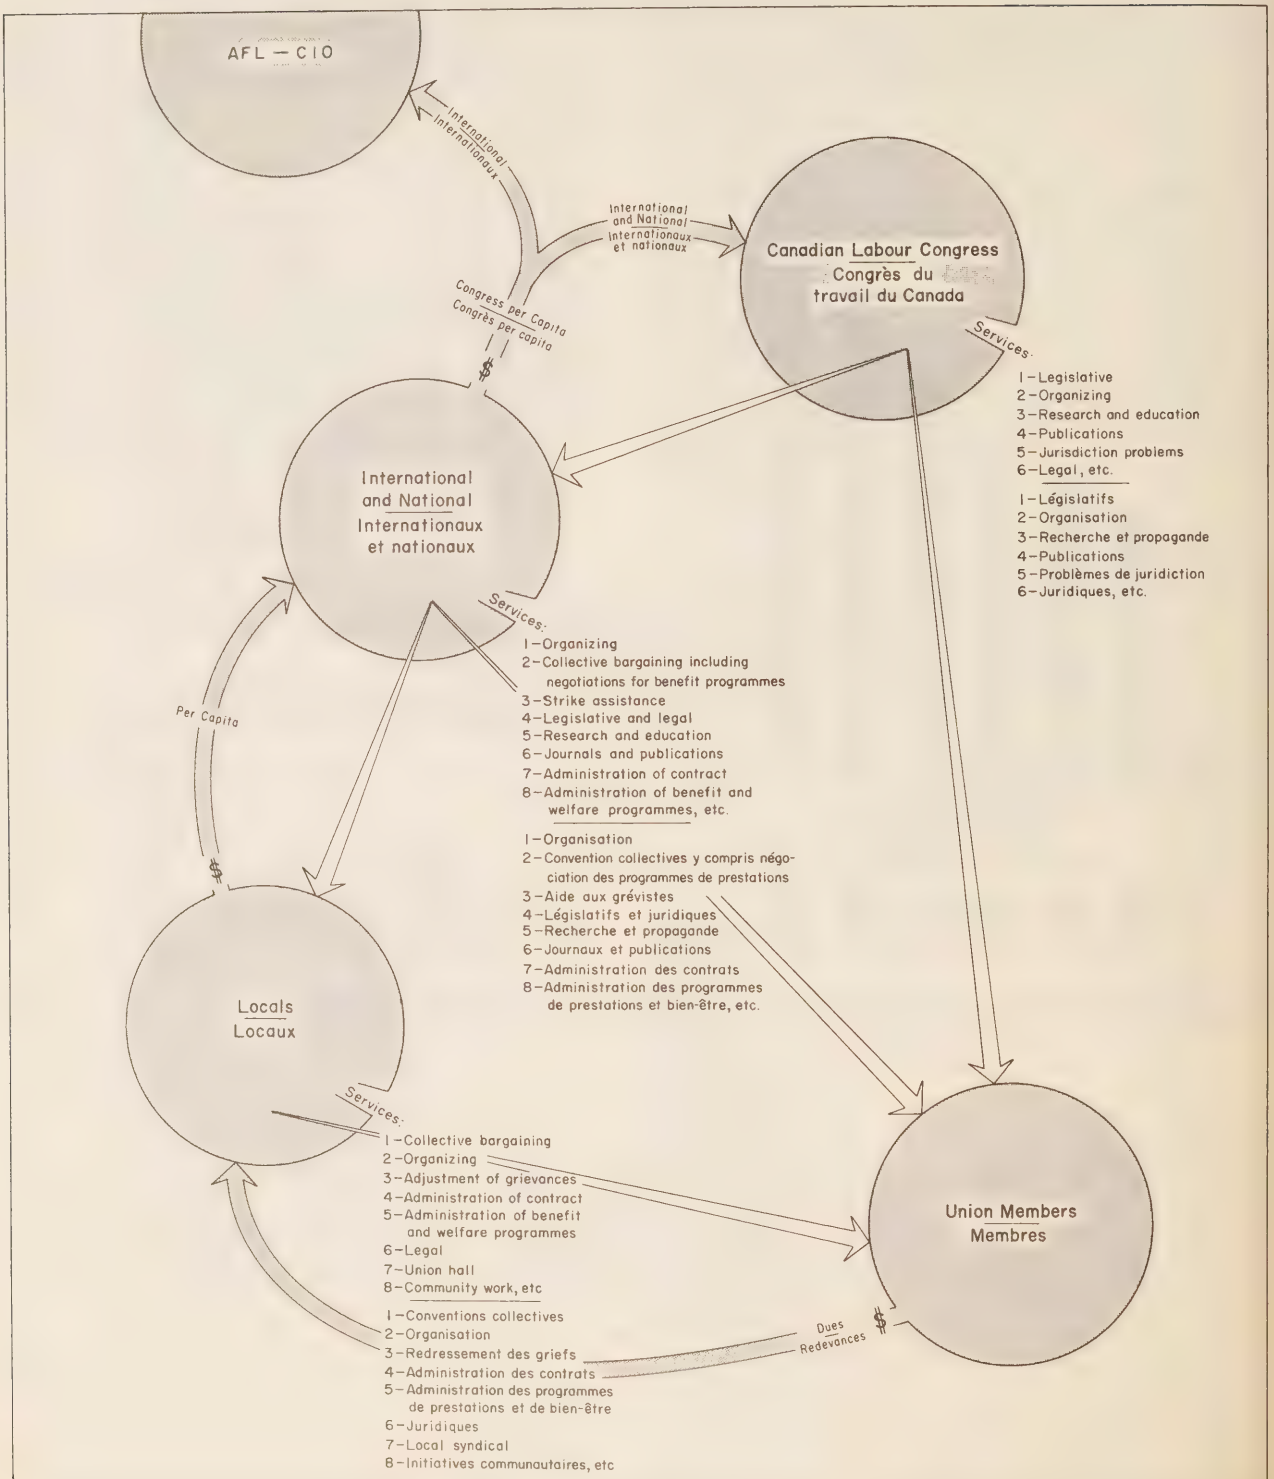 AFL — CIO
International
Internationaux
International
and National
Internationaux
et nationaux
Canadian Labour Congress
Congrès du
travail du Canada
Services:
1-Legislative
2-Organizing
3-Research and education
4-Publications
5-Jurisdiction problems
6-Legal, etc.
1-Législatifs
2-Organisation
3-Recherche et propagande
4-Publications
5-Problèmes de juridiction
6-Juridiques, etc.
Congress per Capita
Congrès per capita
$
International
and National
Internationaux
et nationaux
Services:
1-Organizing
2-Collective bargaining including
negotiations for benefit programmes
3-Strike assistance
4-Legislative and legal
5-Research and education
6-Journals and publications
7-Administration of contract
8-Administration of benefit and
welfare programmes, etc.
1-Organisation
2-Convention collectives y compris négo-
ciation des programmes de prestations
3-Aide aux grévistes
4-Législatifs et juridiques
5-Recherche et propagande
6-Journaux et publications
7-Administration des contrats
8-Administration des programmes
de prestations et bien-être, etc.
Per Capita
$
Locals
Locaux
Services:
1-Collective bargaining
2-Organizing
3-Adjustment of grievances
4-Administration of contract
5-Administration of benefit
and welfare programmes
6-Legal
7-Union hall
8-Community work, etc
1-Conventions collectives
2-Organisation
3-Redressement des griefs
4-Administration des contrats
5-Administration des programmes
de prestations et de bien-être
6-Juridiques
7-Local syndical
8-Initiatives communautaires, etc
Union Members
Membres
$
Dues
Redevances